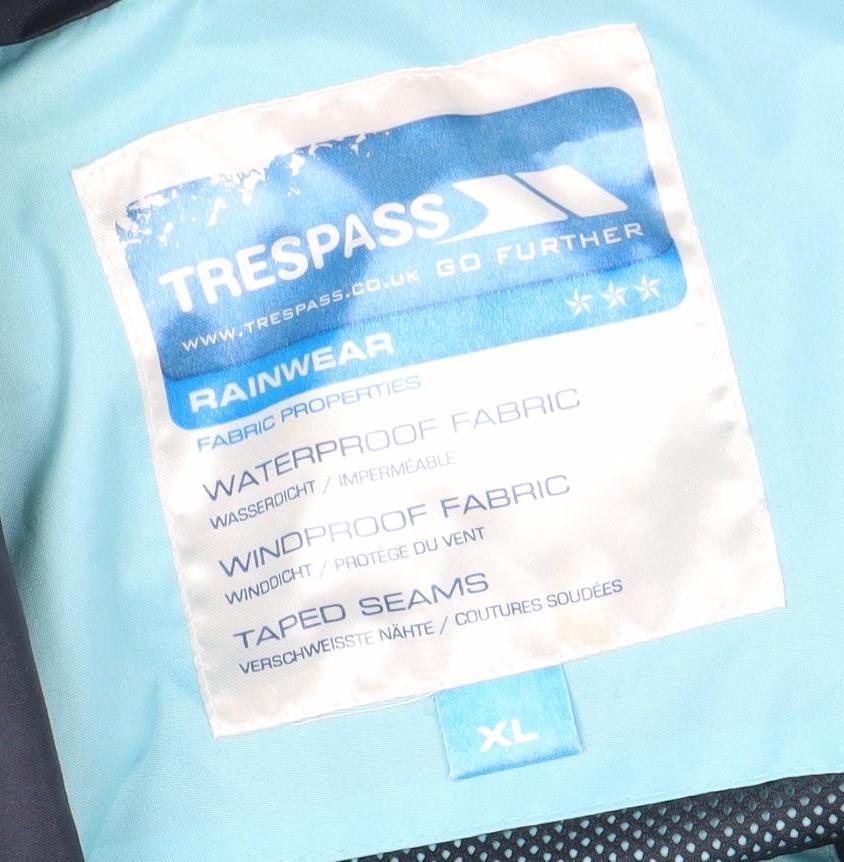 TRESPASS
WWW.TRESPASS.CO.UK GO FURTHER
RAINWEAR
FABRIC PROPERTIES
WATERPROOF FABRIC
WASSERDICHT / IMPERMÉABLE
WINDPROOF FABRIC
WINDDICHT / PROTÈGE DU VENT
TAPED SEAMS
VERSCHWEISSTE NÄHTE / COUTURES SOUDÉES
XL